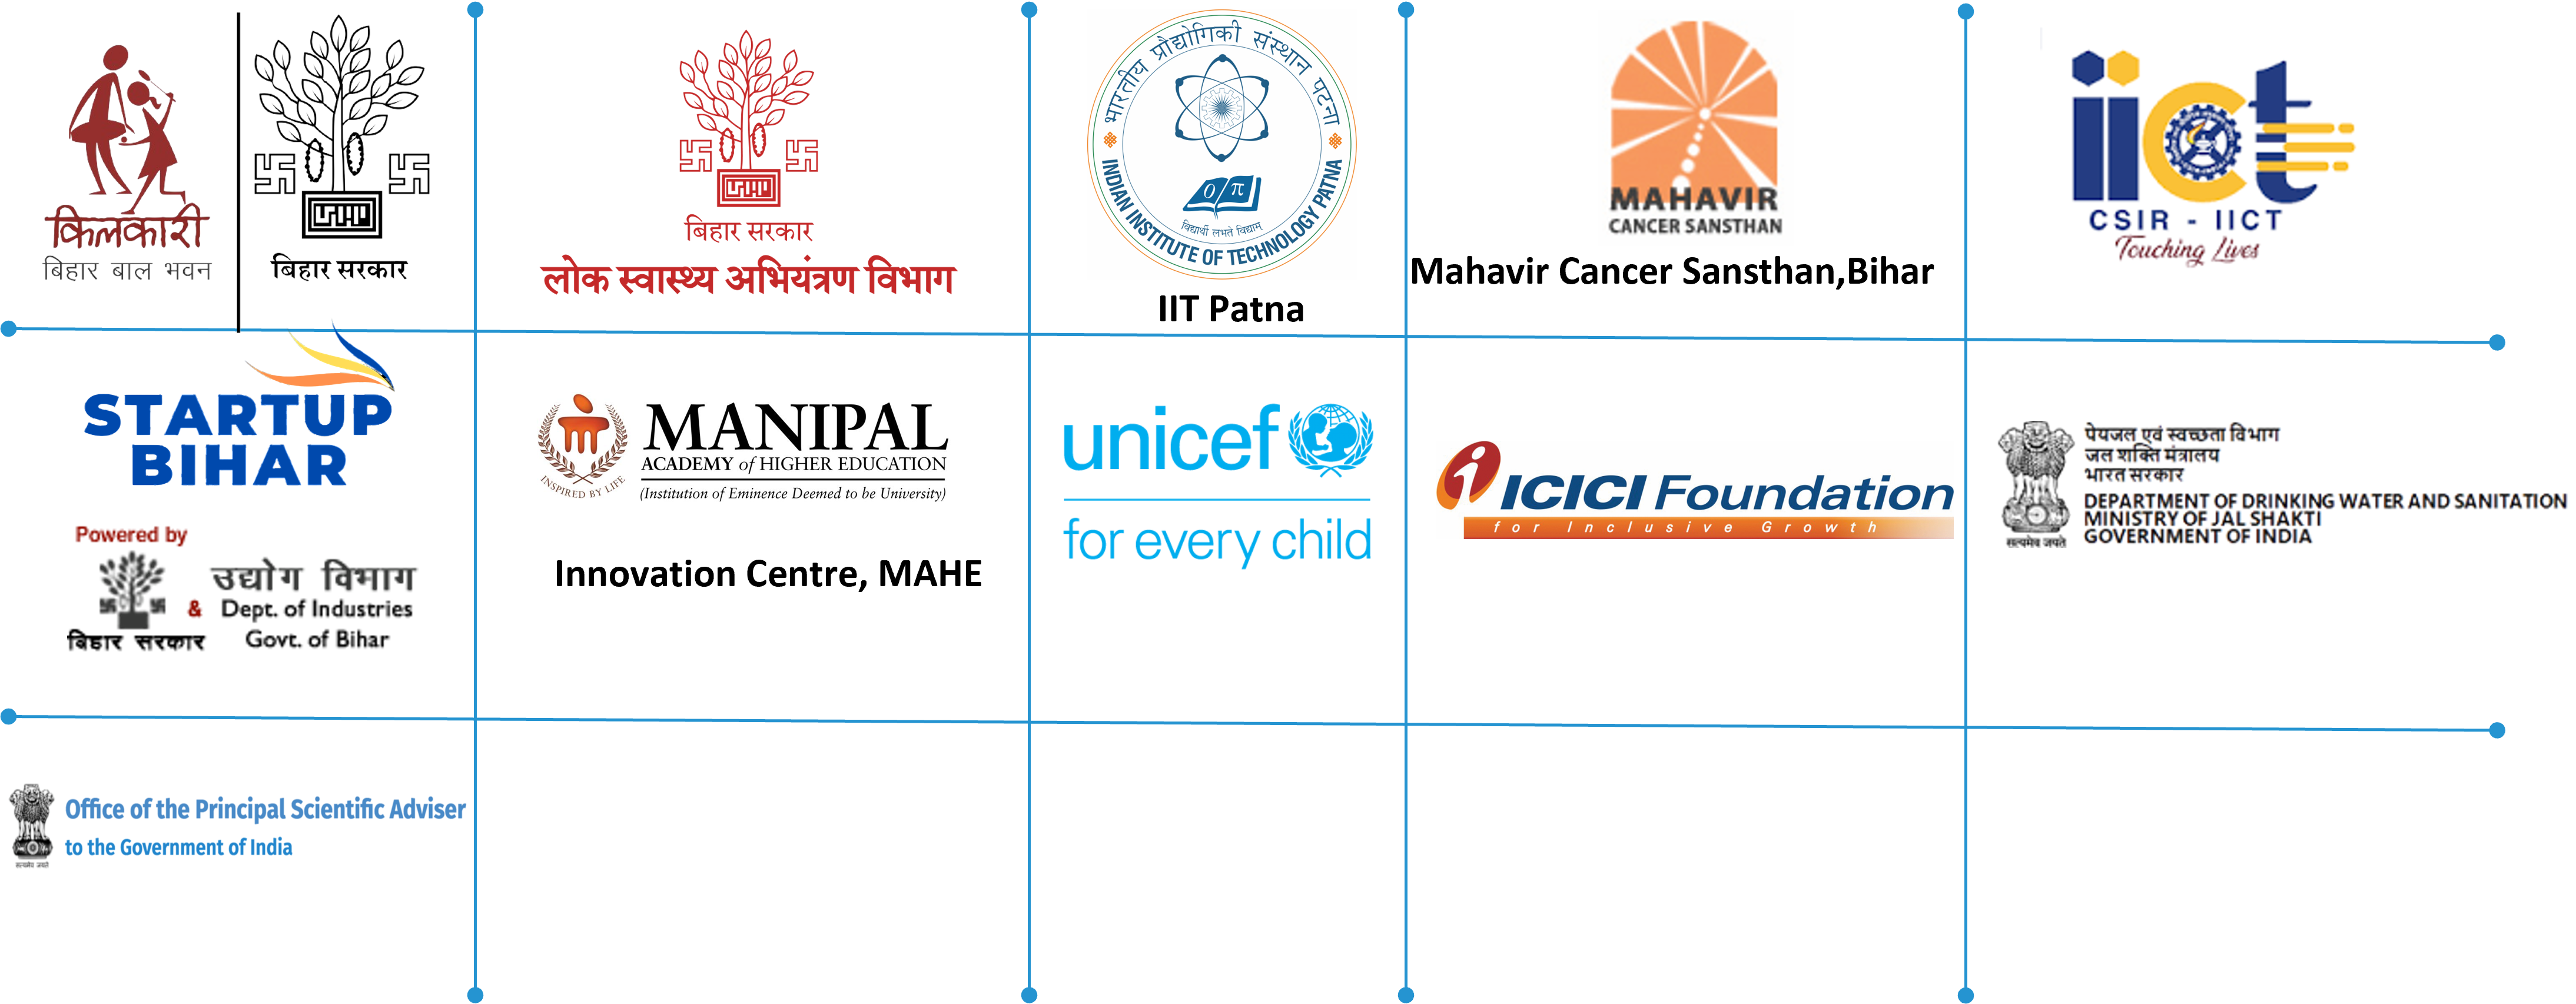 किलकारी
बिहार बाल भवन
बिहार सरकार
बिहार सरकार
लोक स्वास्थ्य अभियंत्रण विभाग
भारतीय प्रौद्योगिकी संस्थान पटना
0/π
विद्यार्थी लभते विद्याम्
INDIAN INSTITUTE OF TECHNOLOGY PATNA
IIT Patna
MAHAVIR
CANCER SANSTHAN
Mahavir Cancer Sansthan,Bihar
iict
CSIR - IICT
Touching Lives
STARTUP
BIHAR
Powered by
बिहार सरकार
&
उद्योग विभाग
Dept. of Industries
Govt. of Bihar
MANIPAL
ACADEMY of HIGHER EDUCATION
(Institution of Eminence Deemed to be University)
INSPIRED BY LIFE
Innovation Centre, MAHE
unicef
for every child
i ICICI Foundation
for Inclusive Growth
पेयजल एवं स्वच्छता विभाग
जल शक्ति मंत्रालय
भारत सरकार
DEPARTMENT OF DRINKING WATER AND SANITATION
MINISTRY OF JAL SHAKTI
GOVERNMENT OF INDIA
सत्यमेव जयते
Office of the Principal Scientific Adviser
to the Government of India
सत्यमेव जयते